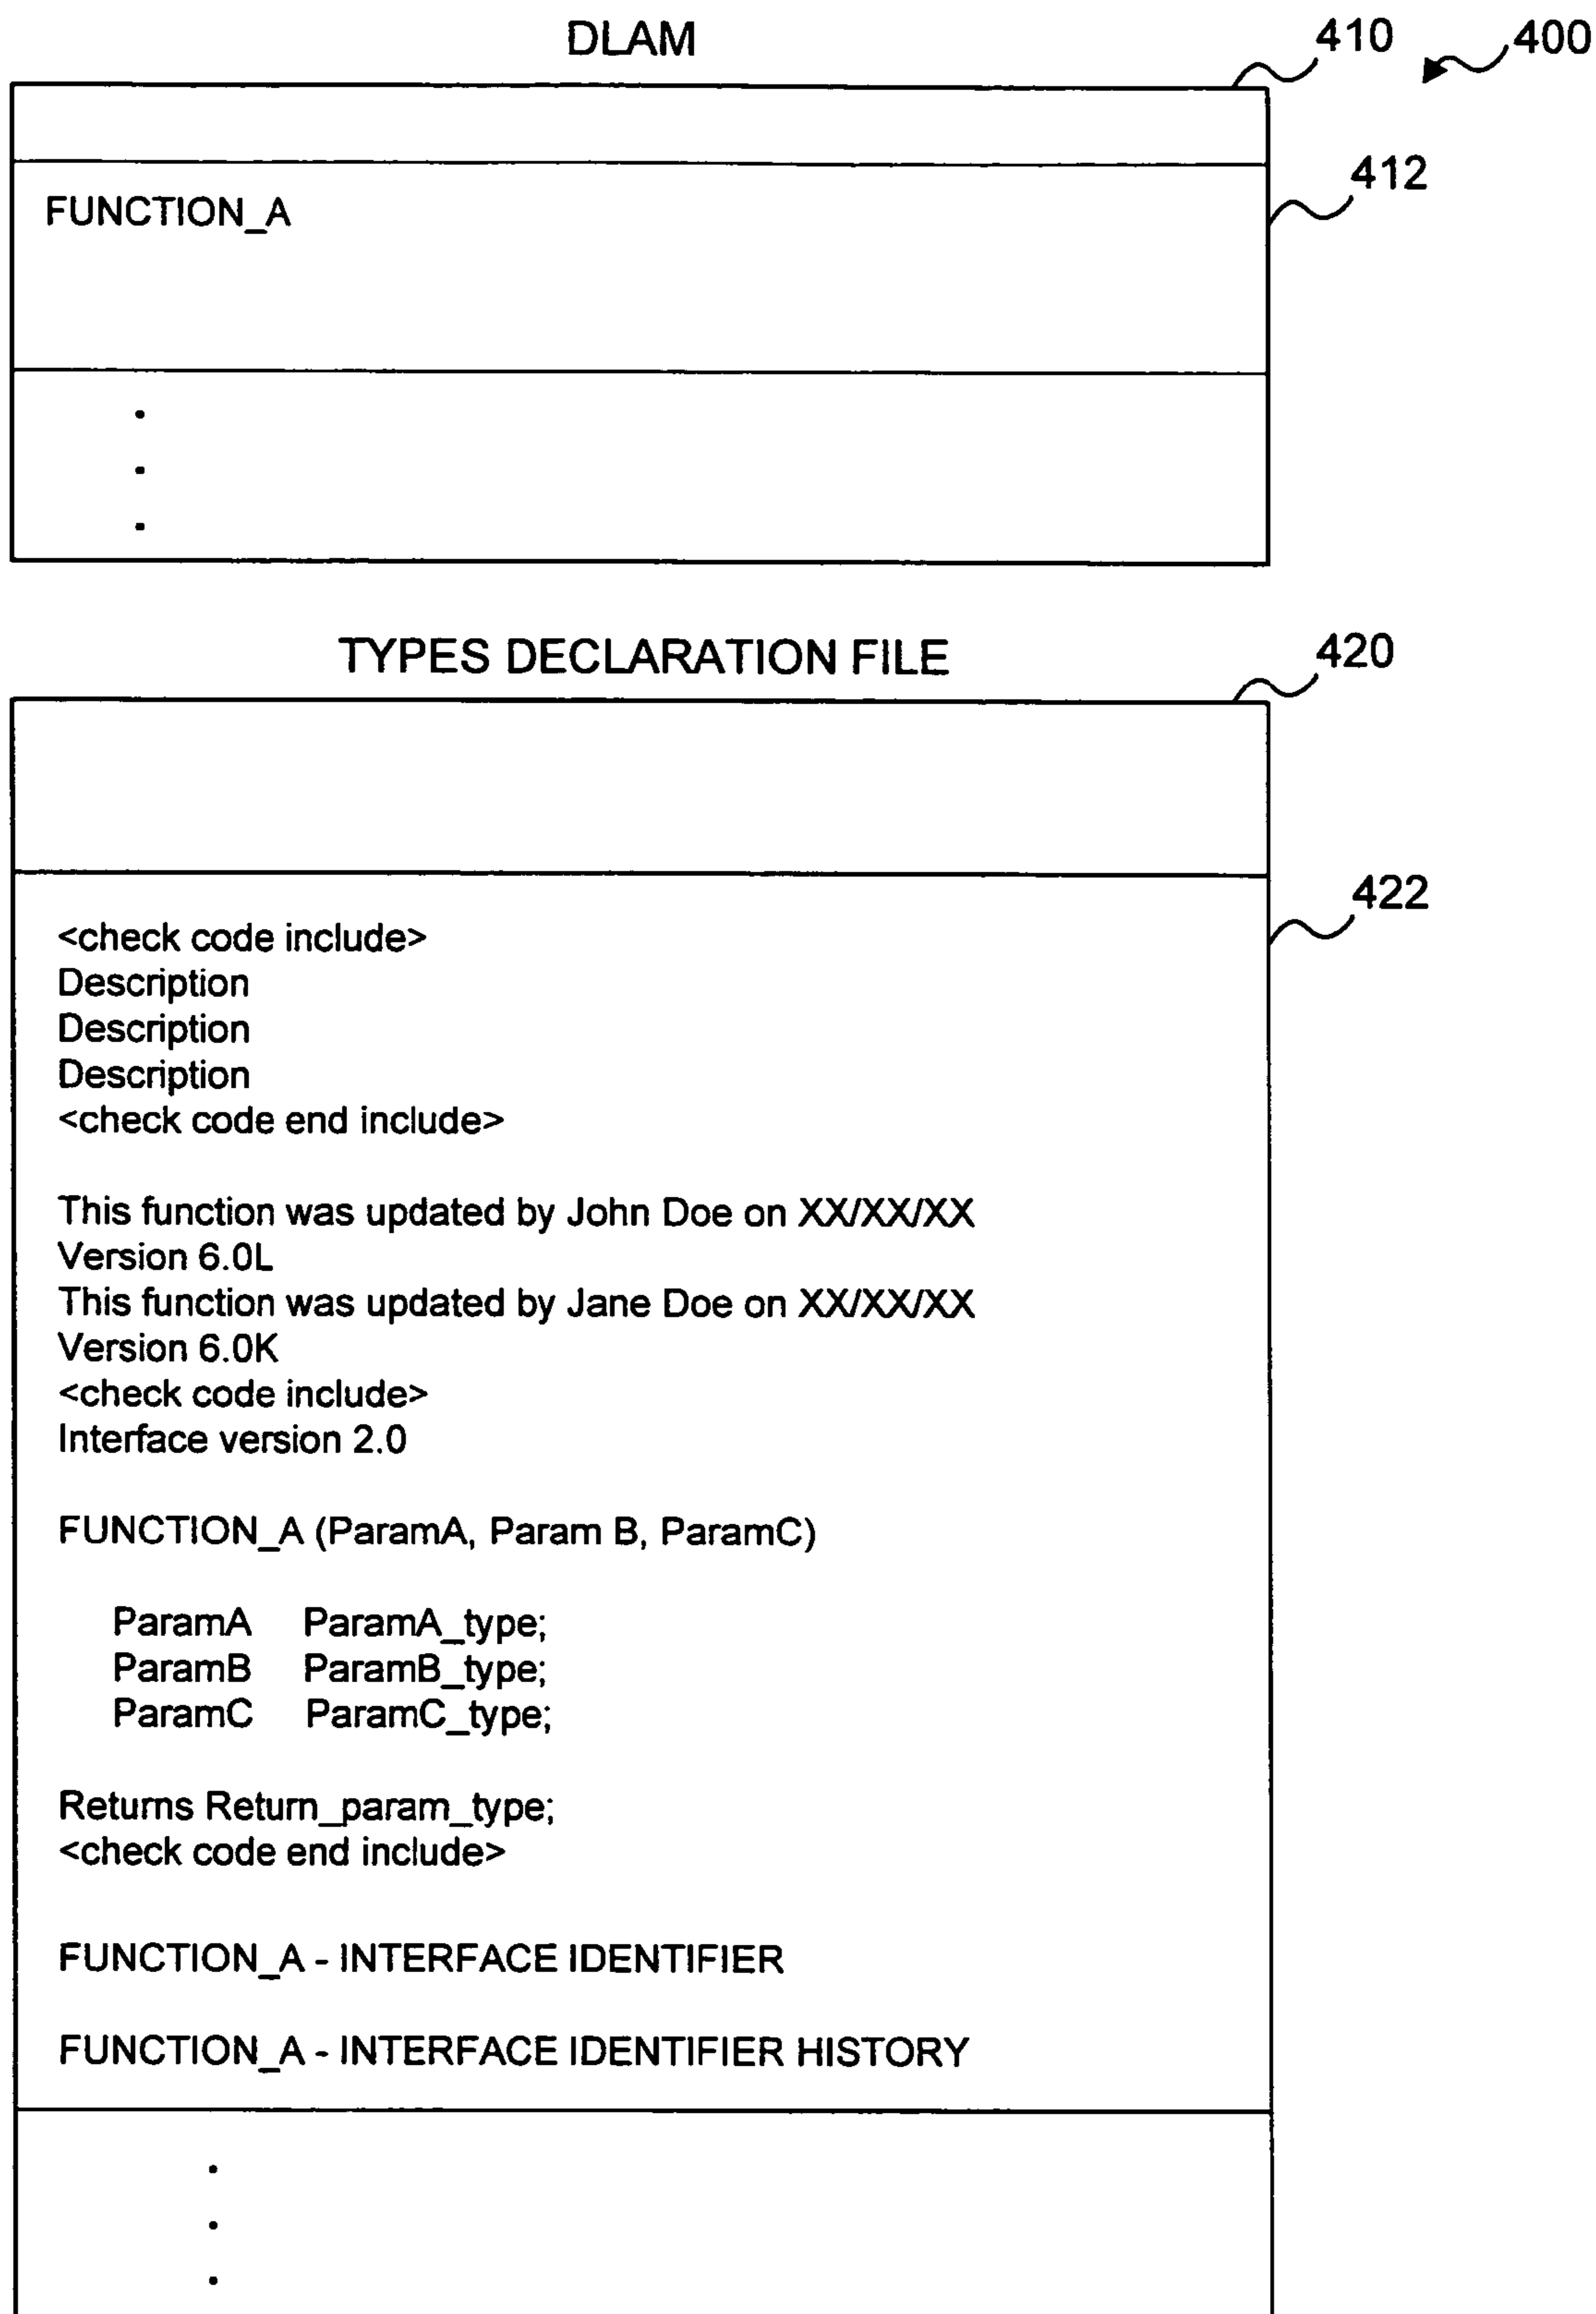 DLAM
410
400
412
FUNCTION_A
.
.
.
TYPES DECLARATION FILE
420
422
<check code include>
Description
Description
Description
<check code end include>
This function was updated by John Doe on XX/XX/XX
Version 6.0L
This function was updated by Jane Doe on XX/XX/XX
Version 6.0K
<check code include>
Interface version 2.0
FUNCTION_A (ParamA, Param B, ParamC)
ParamA ParamA_type;
ParamB ParamB_type;
ParamC ParamC_type;
Returns Return_param_type;
<check code end include>
FUNCTION_A - INTERFACE IDENTIFIER
FUNCTION_A - INTERFACE IDENTIFIER HISTORY
.
.
.